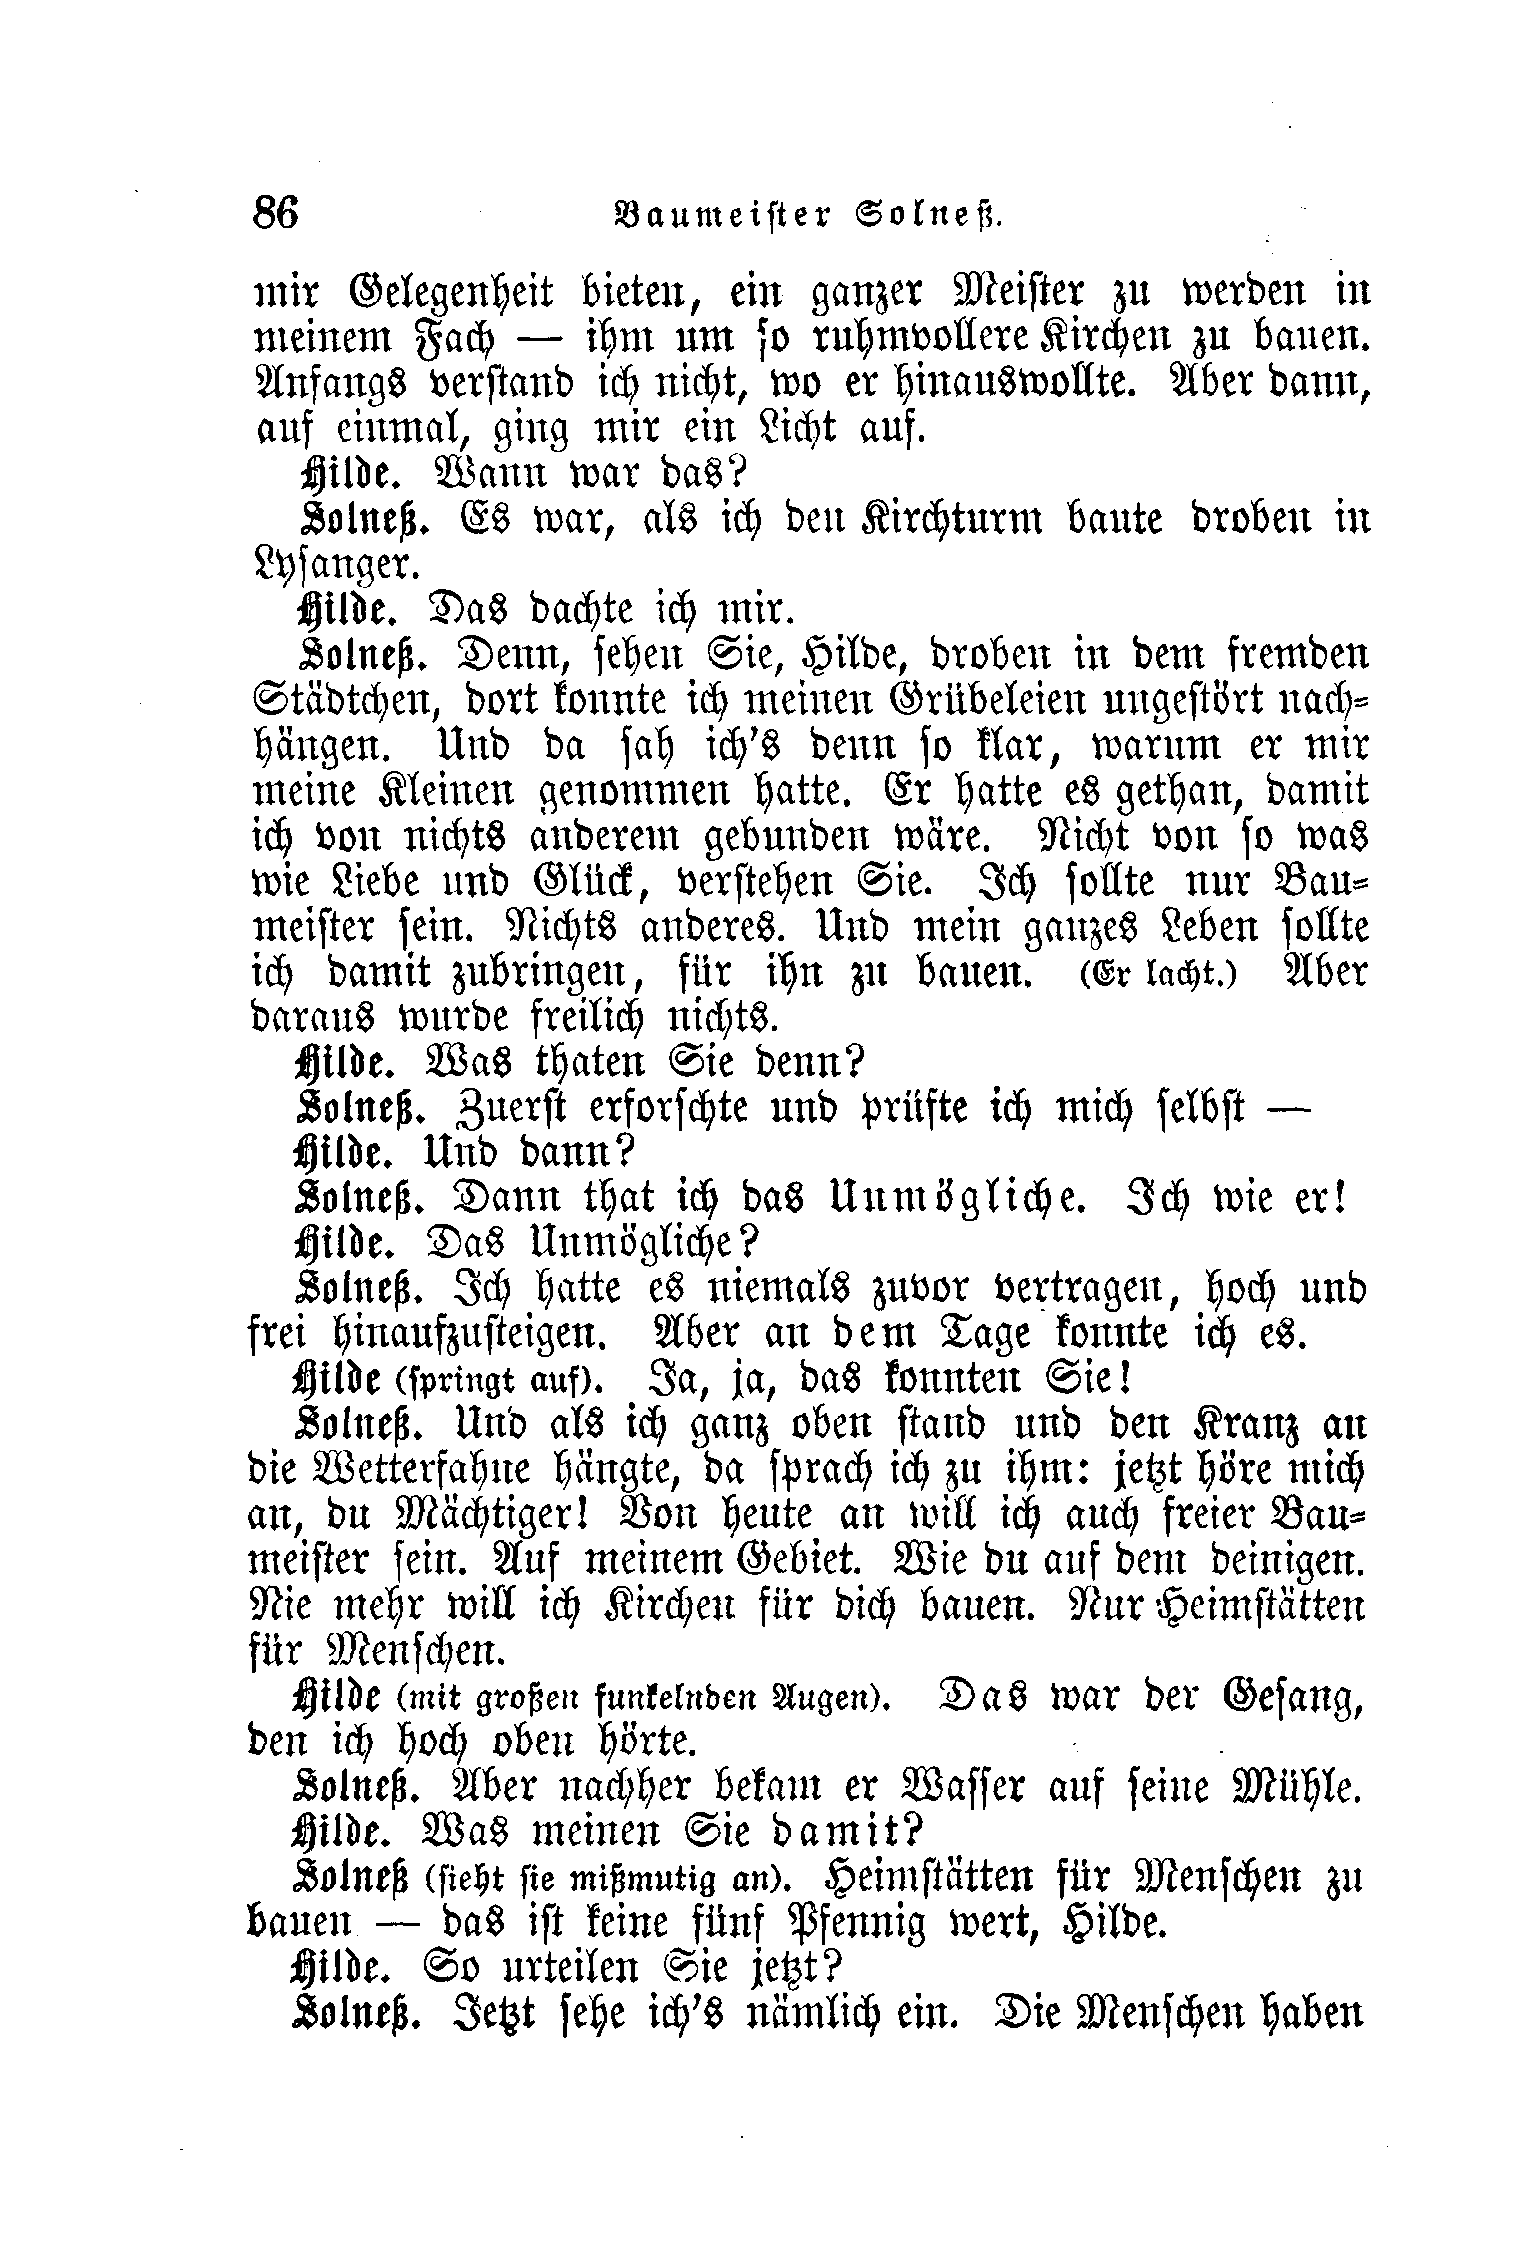 86 Baumeister Solneß.
mir Gelegenheit bieten, ein ganzer Meister zu werden in
meinem Fach — ihm um so ruhmvollere Kirchen zu bauen.
Anfangs verstand ich nicht, wo er hinauswollte. Aber dann,
auf einmal, ging mir ein Licht auf.
Hilde. Wann war das?
Solneß. Es war, als ich den Kirchturm baute droben in
Lysanger.
Hilde. Das dachte ich mir.
Solneß. Denn, sehen Sie, Hilde, droben in dem fremden
Städtchen, dort konnte ich meinen Grübeleien ungestört nach-
hängen. Und da sah ich's denn so klar, warum er mir
meine Kleinen genommen hatte. Er hatte es gethan, damit
ich von nichts anderem gebunden wäre. Nicht von so was
wie Liebe und Glück, verstehen Sie. Ich sollte nur Bau-
meister sein. Nichts anderes. Und mein ganzes Leben sollte
ich damit zubringen, für ihn zu bauen. (Er lacht.) Aber
daraus wurde freilich nichts.
Hilde. Was thaten Sie denn?
Solneß. Zuerst erforschte und prüfte ich mich selbst —
Hilde. Und dann?
Solneß. Dann that ich das Unmögliche. Ich wie er!
Hilde. Das Unmögliche?
Solneß. Ich hatte es niemals zuvor vertragen, hoch und
frei hinaufzusteigen. Aber an dem Tage konnte ich es.
Hilde (springt auf). Ja, ja, das konnten Sie!
Solneß. Und als ich ganz oben stand und den Kranz an
die Wetterfahne hängte, da sprach ich zu ihm: jetzt höre mich
an, du Mächtiger! Von heute an will ich auch freier Bau-
meister sein. Auf meinem Gebiet. Wie du auf dem deinigen.
Nie mehr will ich Kirchen für dich bauen. Nur Heimstätten
für Menschen.
Hilde (mit großen funkelnden Augen). Das war der Gesang,
den ich hoch oben hörte.
Solneß. Aber nachher bekam er Wasser auf seine Mühle.
Hilde. Was meinen Sie damit?
Solneß (sieht sie mißmutig an). Heimstätten für Menschen zu
bauen — das ist keine fünf Pfennig wert, Hilde.
Hilde. So urteilen Sie jetzt?
Solneß. Jetzt sehe ich's nämlich ein. Die Menschen haben